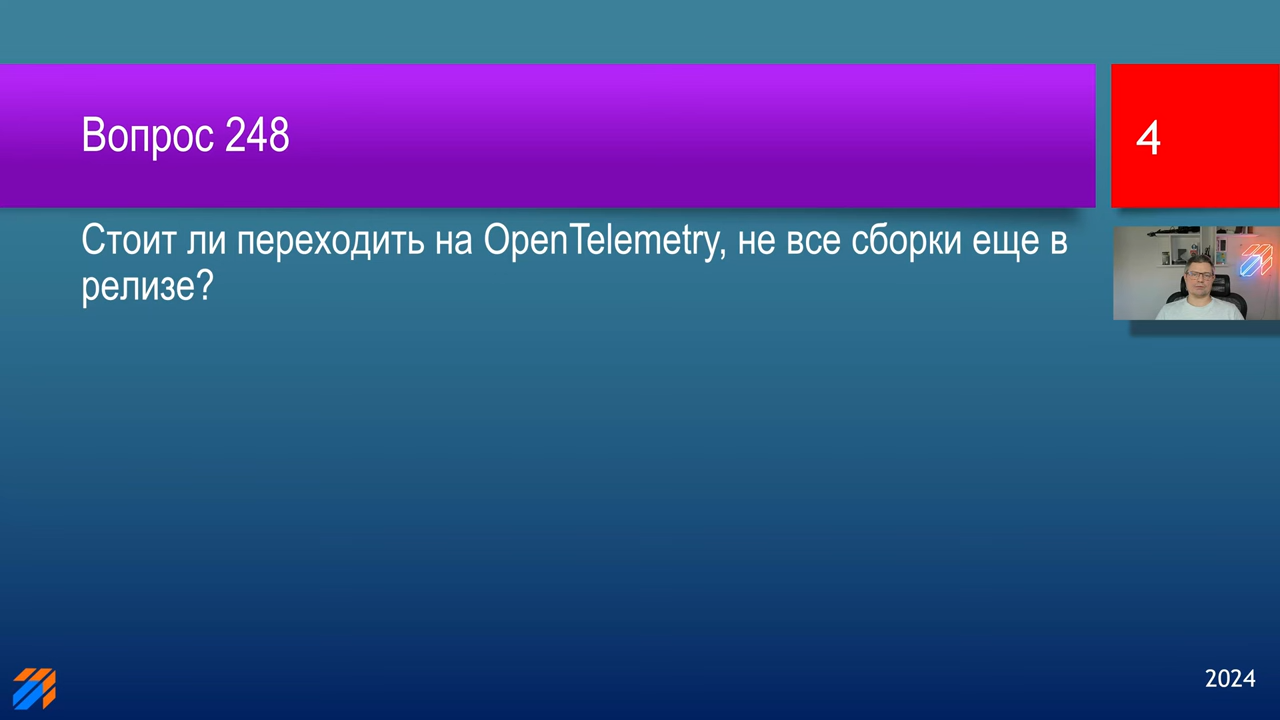 Вопрос 248
4
Стоит ли переходить на OpenTelemetry, не все сборки еще в
релизе?
2024